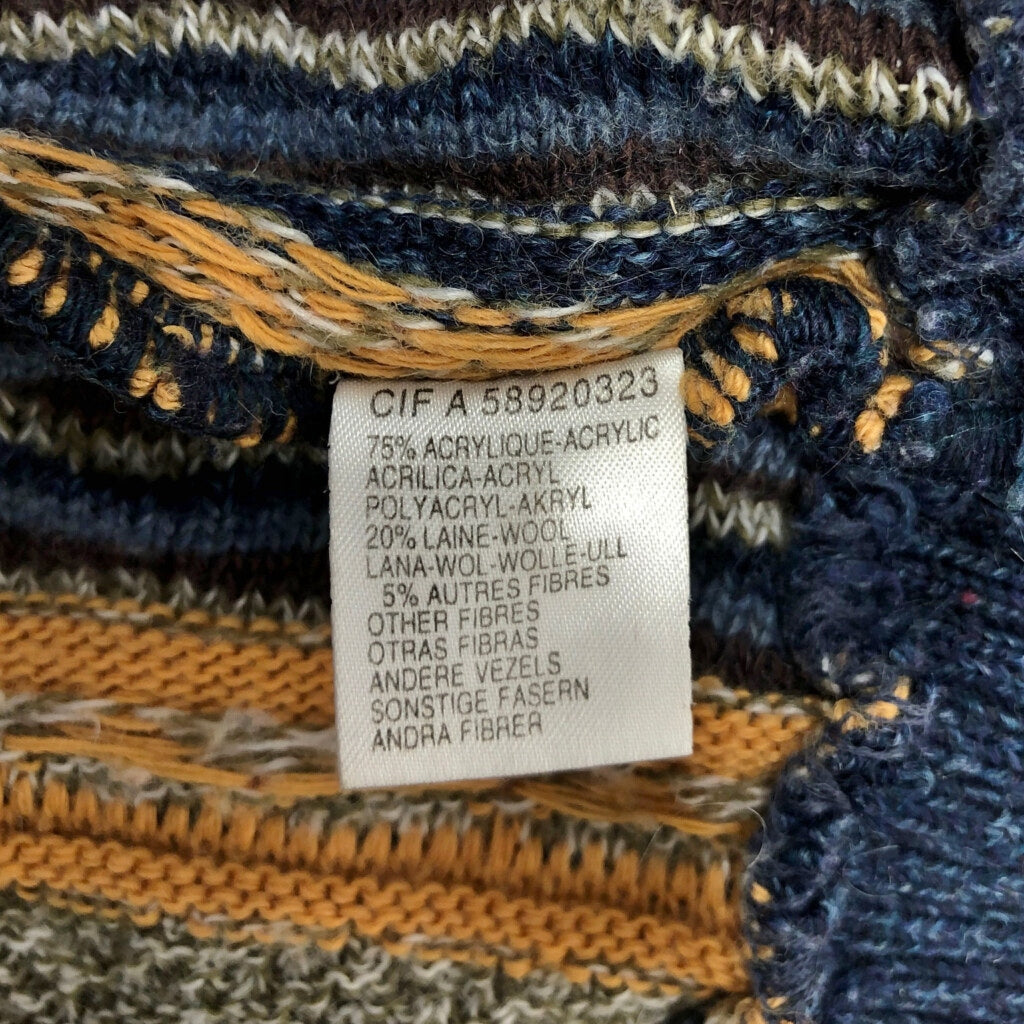 CIF A 58920323
75% ACRYLIQUE-ACRYLIC
ACRILICA-ACRYL
POLYACRYL-AKRYL
20% LAINE-WOOL
LANA-WOL-WOLLE-ULL
5% AUTRES FIBRES
OTHER FIBRES
OTRAS FIBRAS
ANDERE VEZELS
SONSTIGE FASERN
ANDRA FIBRER